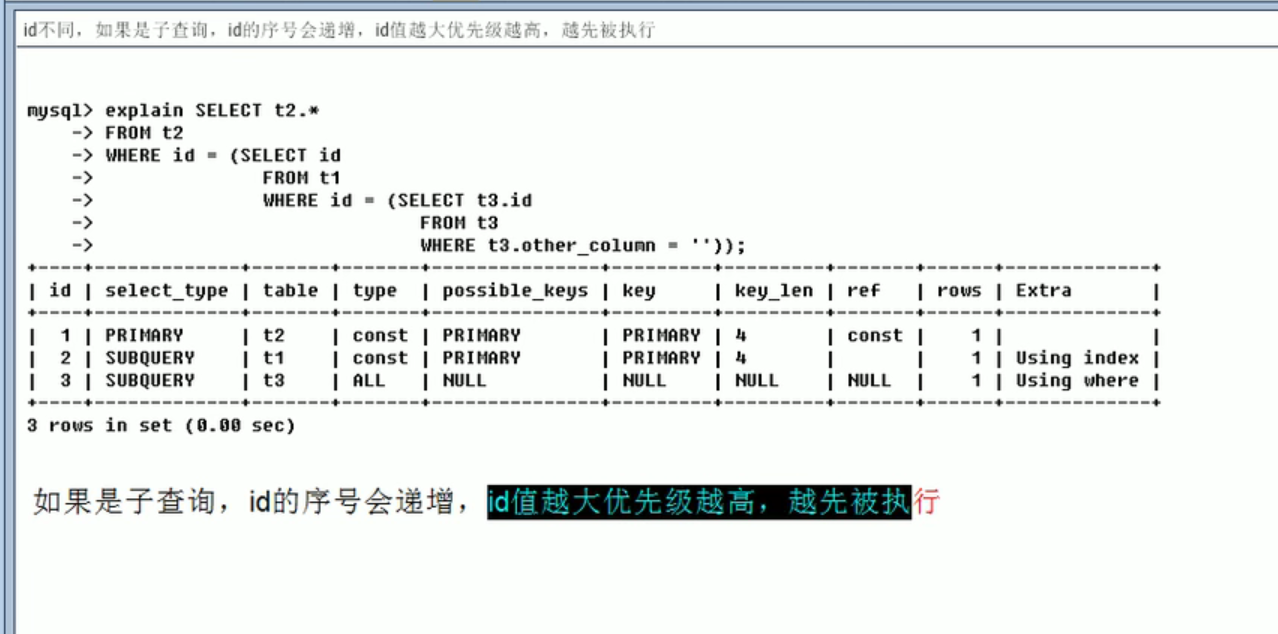 id不同，如果是子查询，id的序号会递增，id值越大优先级越高，越先被执行
mysql> explain SELECT t2.*
    -> FROM t2
    -> WHERE id = (SELECT id
    ->               FROM t1
    ->               WHERE id = (SELECT t3.id
    ->                             FROM t3
    ->                             WHERE t3.other_column = ''));
+----+-------------+-------+-------+---------------+---------+---------+-------+------+-------------+
| id | select_type | table | type  | possible_keys | key     | key_len | ref   | rows | Extra       |
+----+-------------+-------+-------+---------------+---------+---------+-------+------+-------------+
|  1 | PRIMARY     | t2    | const | PRIMARY       | PRIMARY | 4       | const |    1 |             |
|  2 | SUBQUERY    | t1    | const | PRIMARY       | PRIMARY | 4       |       |    1 | Using index |
|  3 | SUBQUERY    | t3    | ALL   | NULL          | NULL    | NULL    | NULL  |    1 | Using where |
+----+-------------+-------+-------+---------------+---------+---------+-------+------+-------------+
3 rows in set (0.00 sec)
如果是子查询，id的序号会递增，id值越大优先级越高，越先被执行